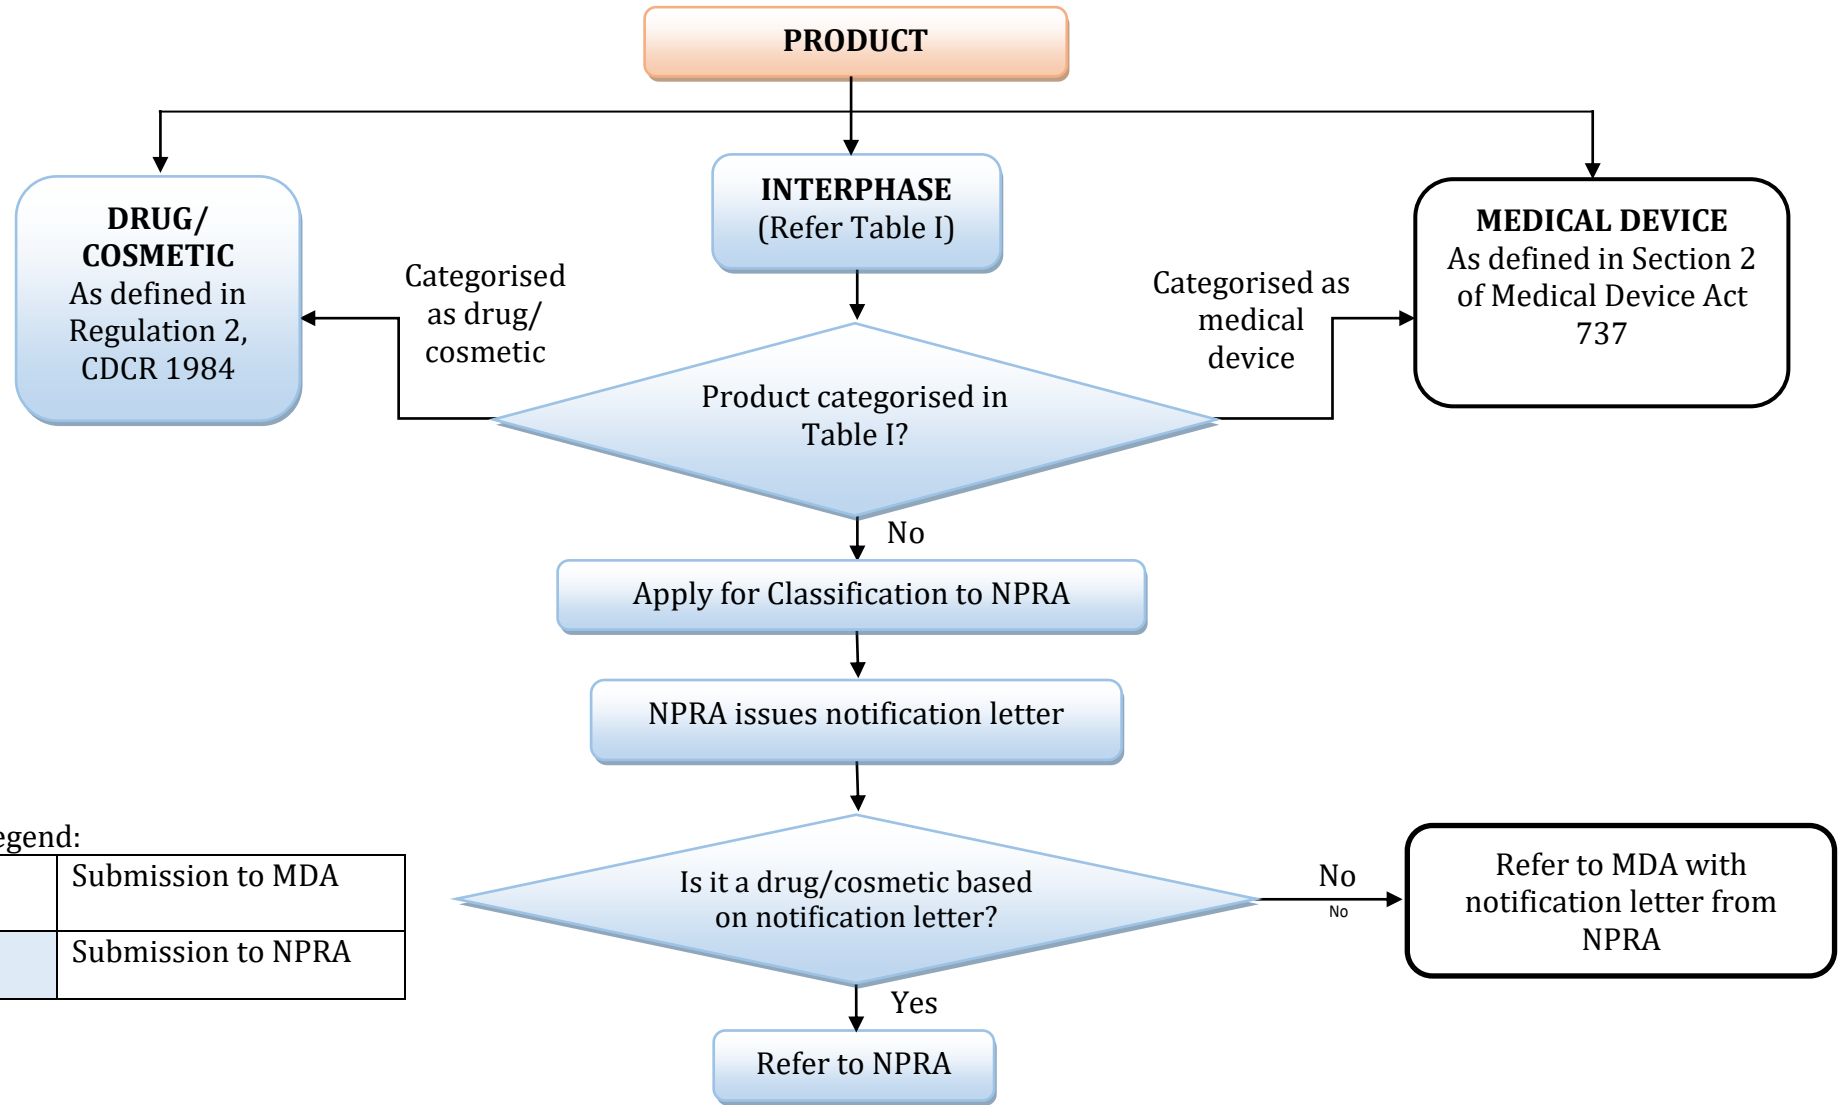 PRODUCT
DRUG/
COSMETIC
As defined in
Regulation 2,
CDCR 1984
INTERPHASE
(Refer Table I)
MEDICAL DEVICE
As defined in Section 2
of Medical Device Act
737
Categorised
as drug/
cosmetic
Categorised as
medical
device
Product categorised in
Table I?
No
Apply for Classification to NPRA
NPRA issues notification letter
Is it a drug/cosmetic based
on notification letter?
No
No
Refer to MDA with
notification letter from
NPRA
Yes
Refer to NPRA
egend:
Submission to MDA
Submission to NPRA